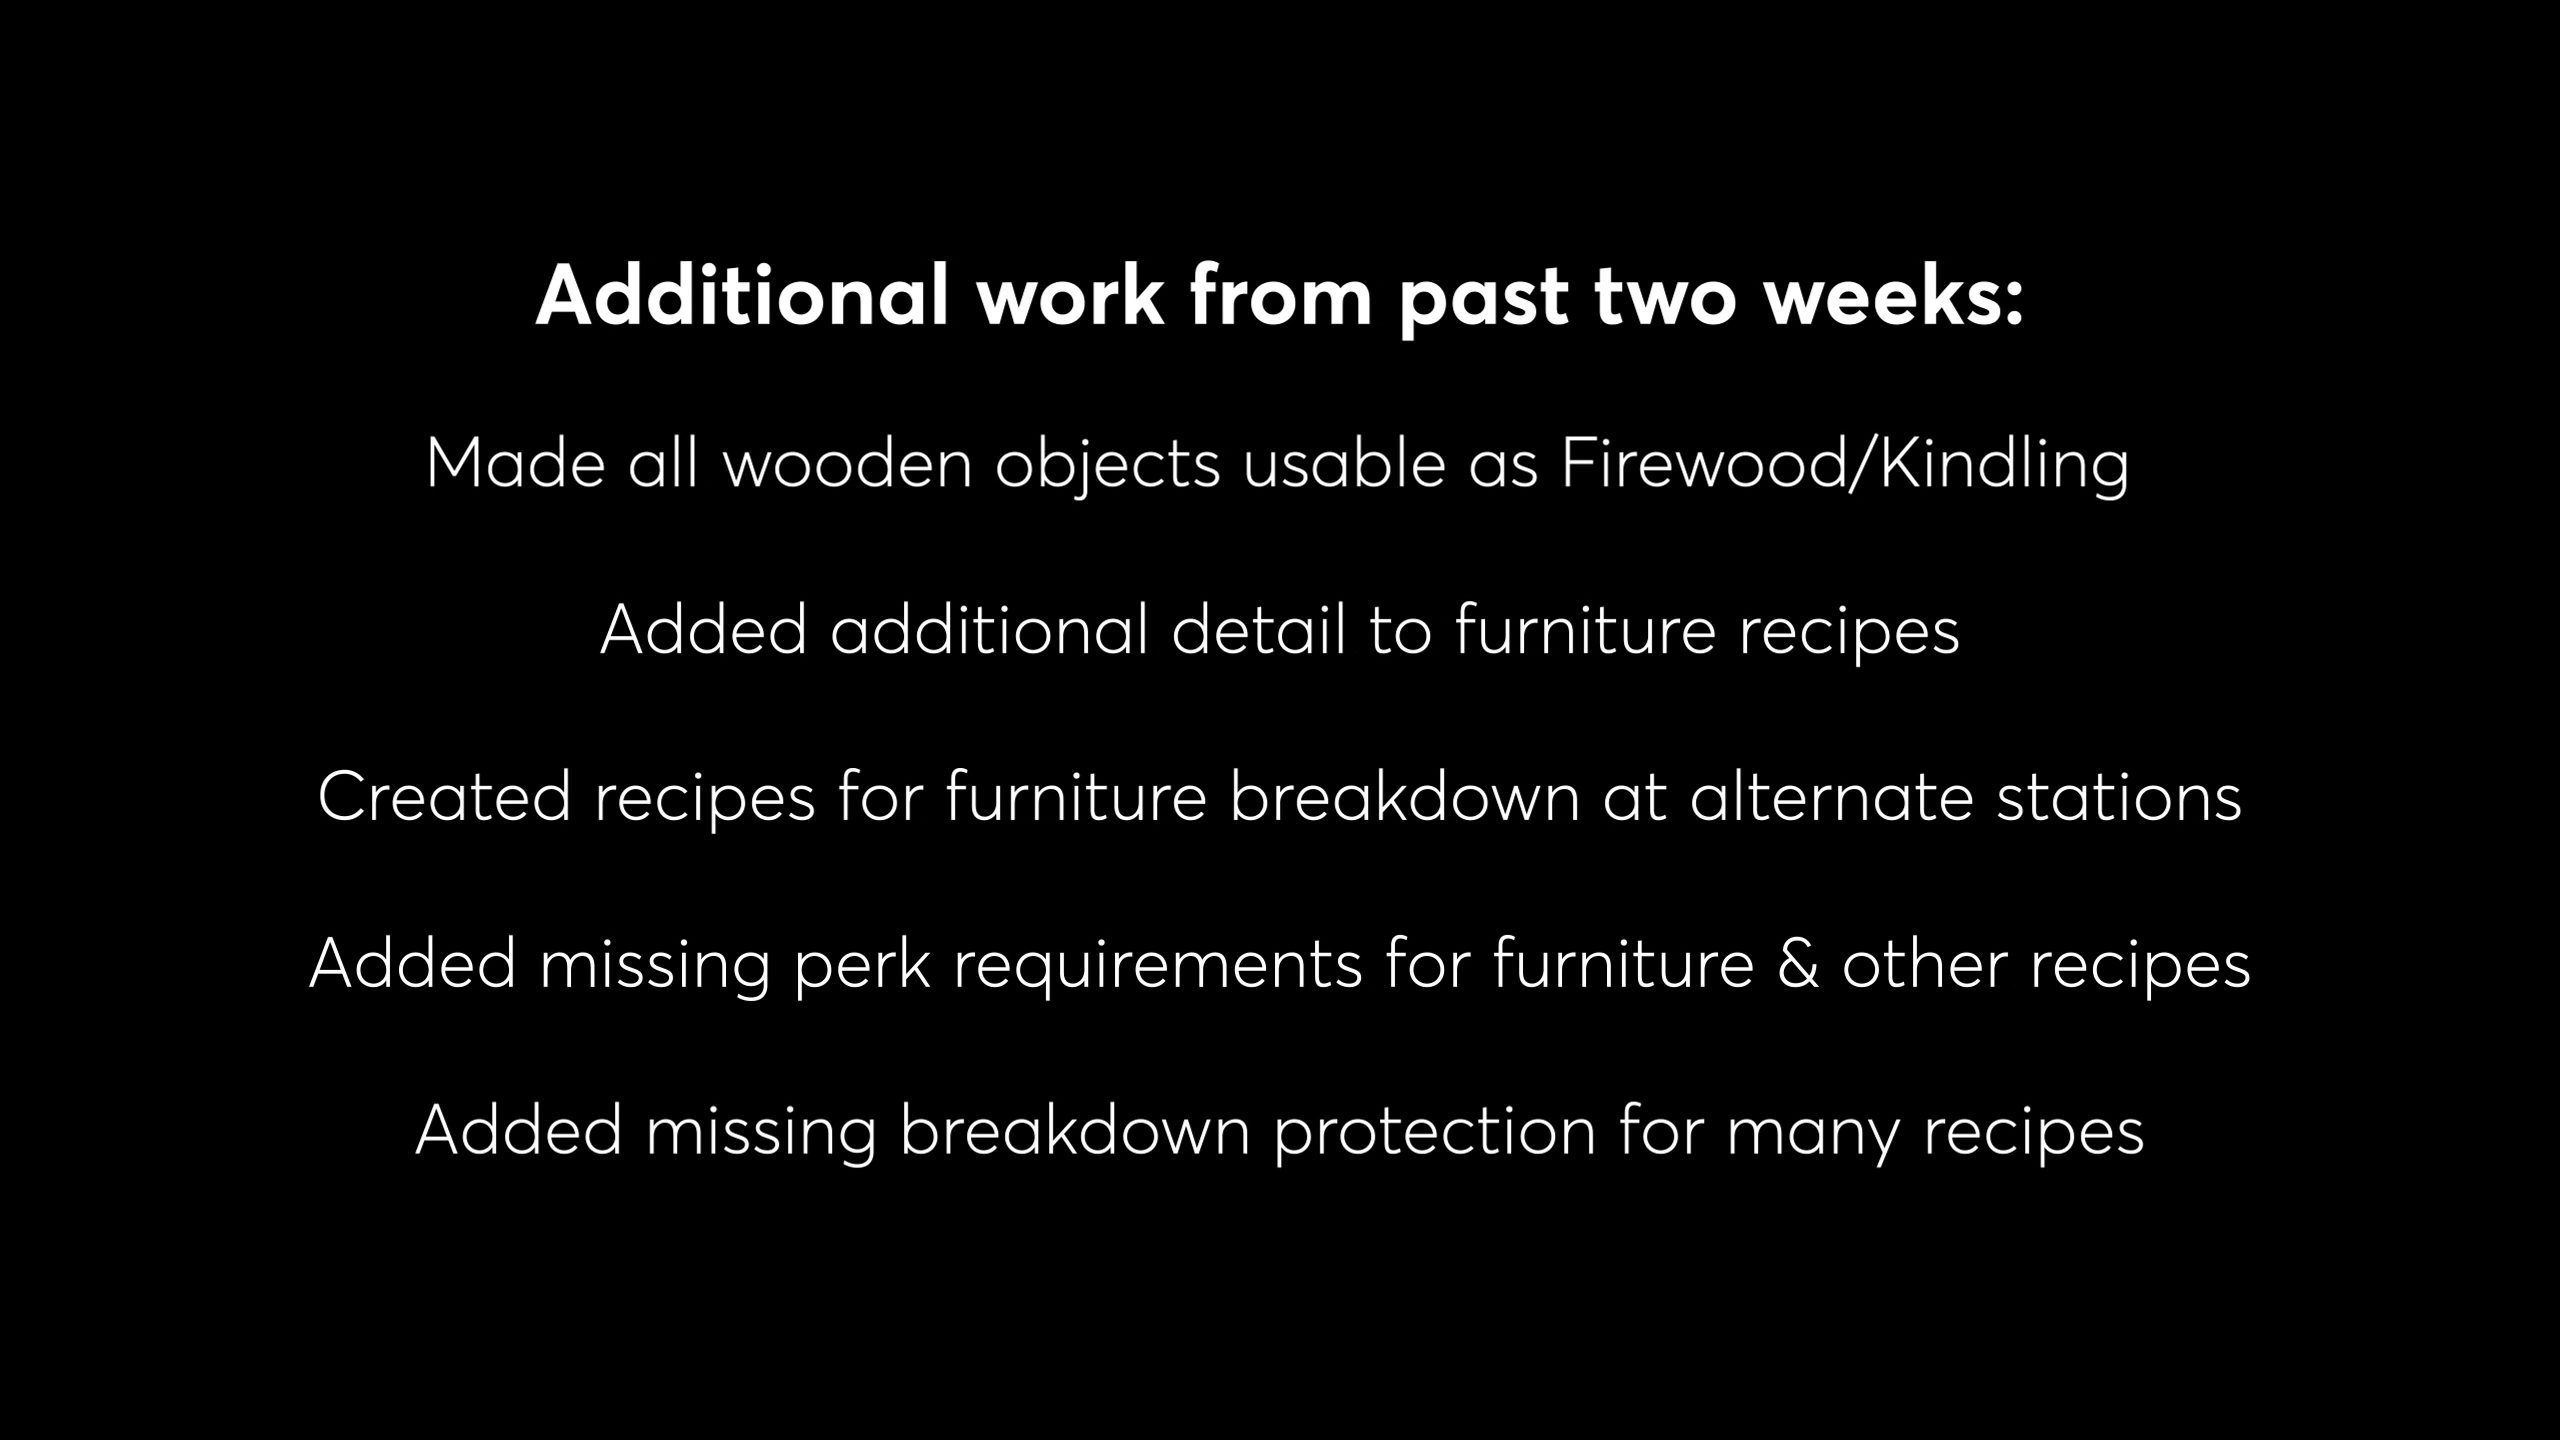 Additional work from past two weeks:
Made all wooden objects usable as Firewood/Kindling
Added additional detail to furniture recipes
Created recipes for furniture breakdown at alternate stations
Added missing perk requirements for furniture & other recipes
Added missing breakdown protection for many recipes